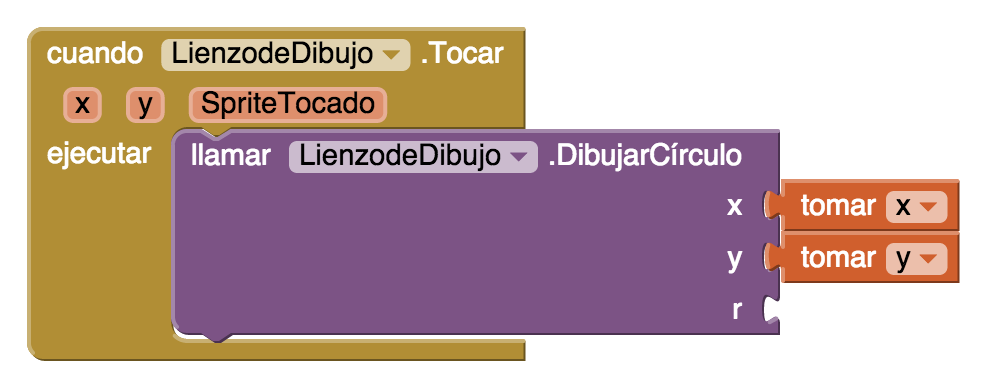 cuando LienzodeDibujo .Tocar
x y SpriteTocado
ejecutar llamar LienzodeDibujo .DibujarCírculo
x tomar x
y tomar y
r